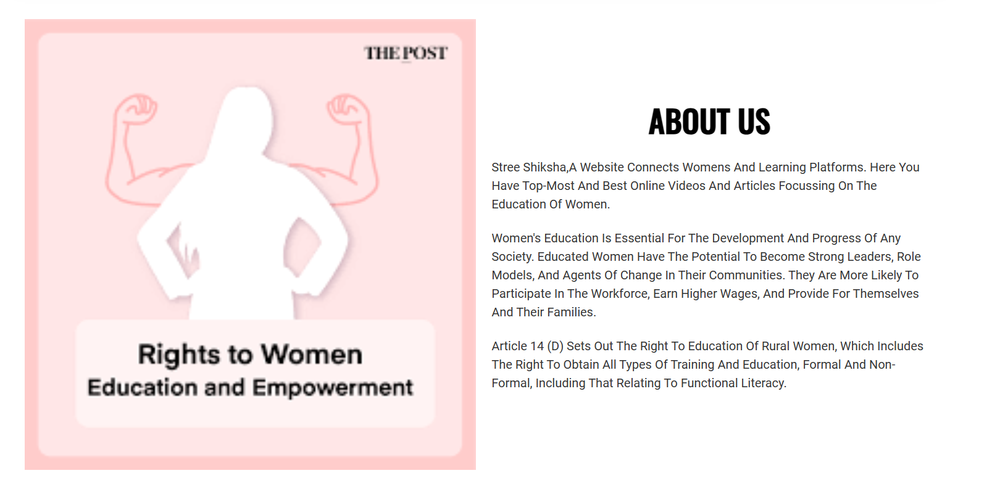 THE POST
Rights to Women
Education and Empowerment
ABOUT US
Stree Shiksha,A Website Connects Womens And Learning Platforms. Here You
Have Top-Most And Best Online Videos And Articles Focussing On The
Education Of Women.
Women's Education Is Essential For The Development And Progress Of Any
Society. Educated Women Have The Potential To Become Strong Leaders, Role
Models, And Agents Of Change In Their Communities. They Are More Likely To
Participate In The Workforce, Earn Higher Wages, And Provide For Themselves
And Their Families.
Article 14 (D) Sets Out The Right To Education Of Rural Women, Which Includes
The Right To Obtain All Types Of Training And Education, Formal And Non-
Formal, Including That Relating To Functional Literacy.